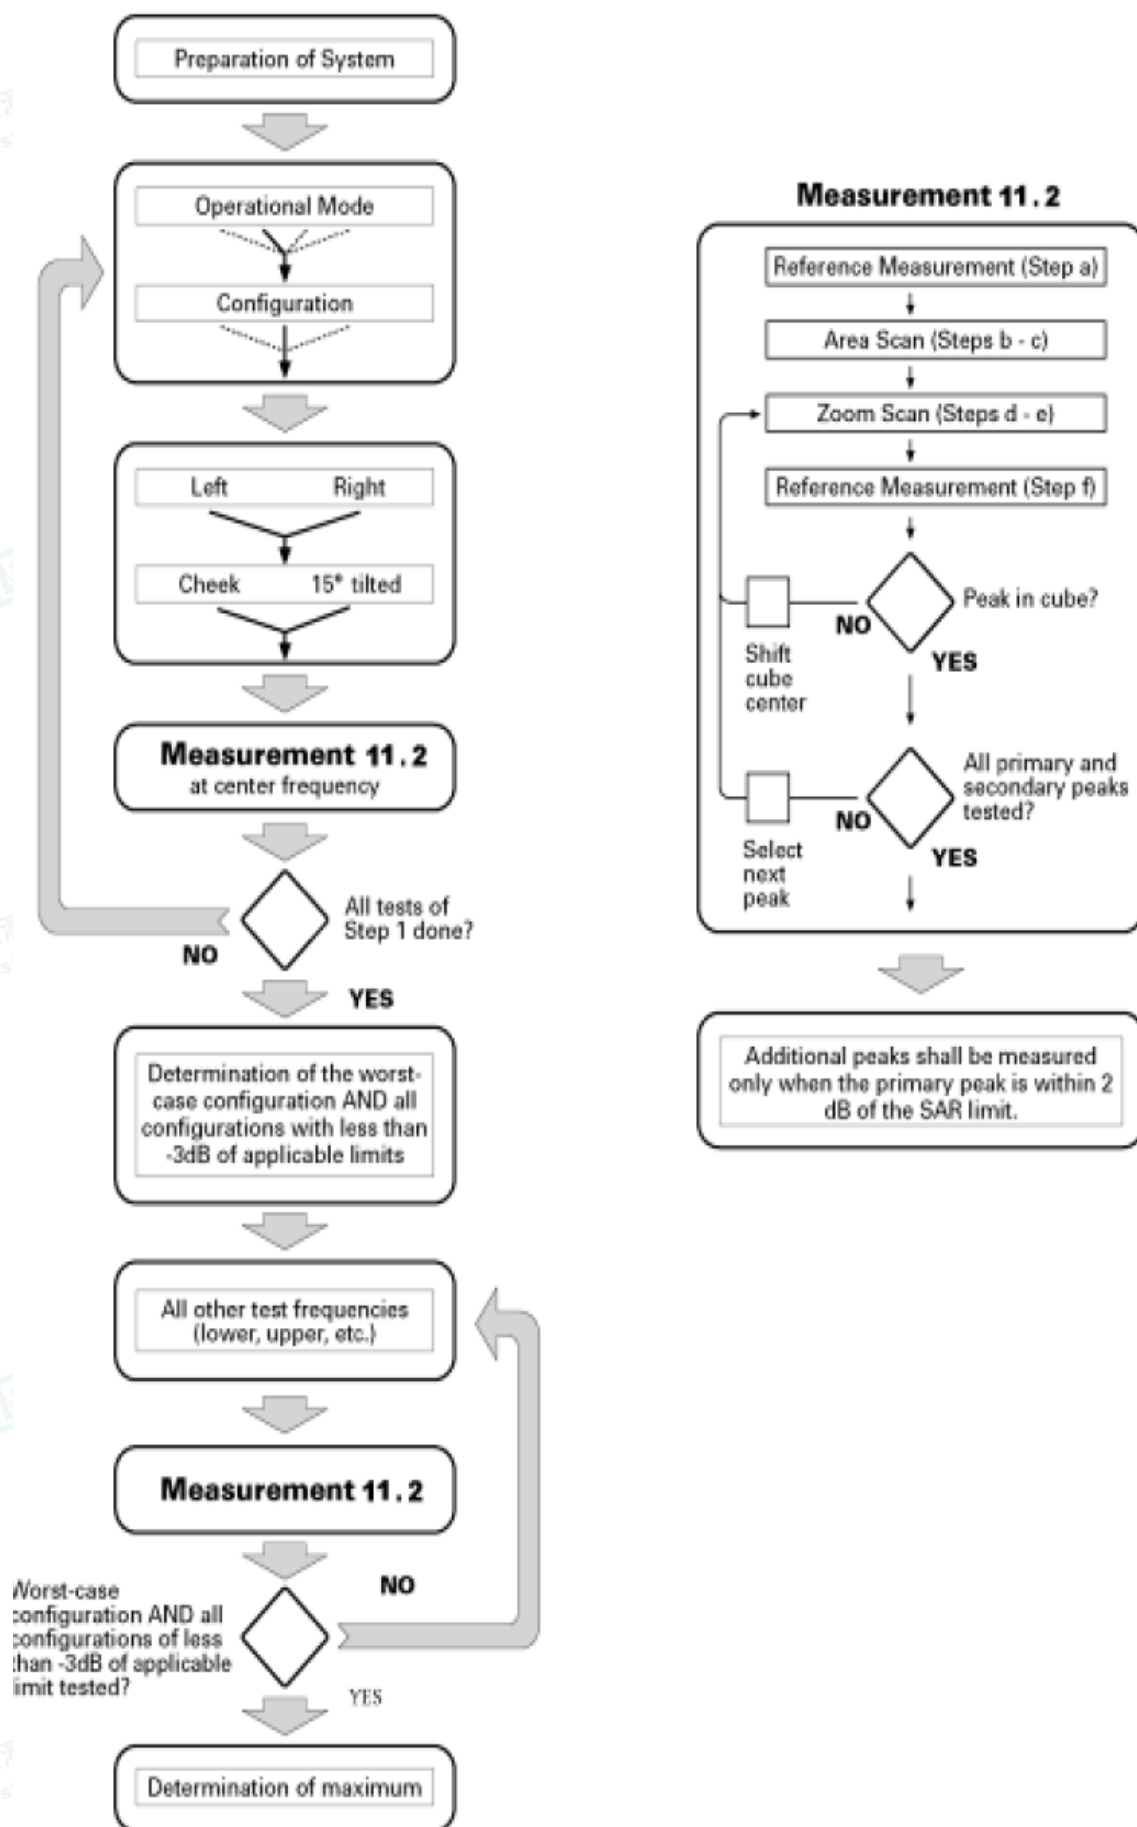 Preparation of System
Operational Mode
Configuration
Left Right
Cheek 15° tilted
Measurement 11.2
at center frequency
All tests of
Step 1 done?
NO
YES
Determination of the worst-
case configuration AND all
configurations with less than
-3dB of applicable limits
All other test frequencies
(lower, upper, etc.)
Measurement 11.2
NO
Worst-case
configuration AND all
configurations of less
than -3dB of applicable
limit tested?
YES
Determination of maximum
Measurement 11.2
Reference Measurement (Step a)
Area Scan (Steps b - c)
Zoom Scan (Steps d - e)
Reference Measurement (Step f)
Peak in cube?
NO
Shift
cube
center
YES
All primary and
secondary peaks
tested?
NO
Select
next
peak
YES
Additional peaks shall be measured
only when the primary peak is within 2
dB of the SAR limit.